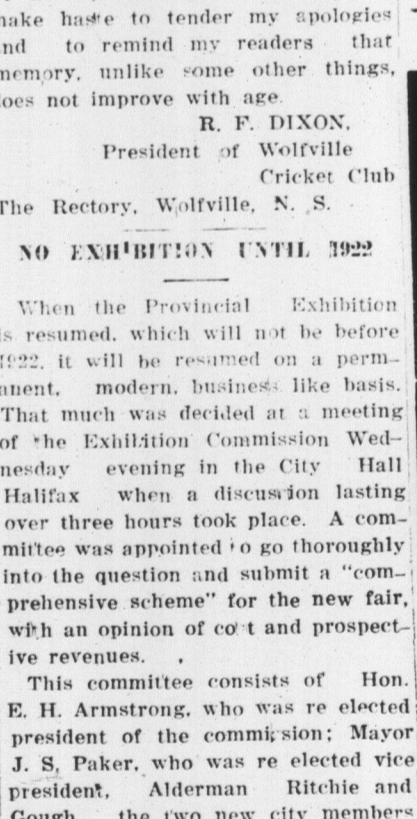 make haste to tender my apologies
and to remind my readers that
memory, unlike some other things,
does not improve with age.
R. F. DIXON,
President of Wolfville
Cricket Club
The Rectory, Wolfville, N. S.
NO EXHIBITION UNTIL 1922
When the Provincial Exhibition
is resumed, which will not be before
1922, it will be resumed on a perm-
anent, modern, business like basis.
That much was decided at a meeting
of the Exhibition Commission Wed-
nesday evening in the City Hall
Halifax when a discussion lasting
over three hours took place. A com-
mittee was appointed to go thoroughly
into the question and submit a "com-
prehensive scheme" for the new fair,
with an opinion of cost and prospect-
ive revenues.
This committee consists of Hon.
E. H. Armstrong, who was re elected
president of the commission; Mayor
J. S. Paker, who was re elected vice
president, Alderman Ritchie and
Gough, the two new city members